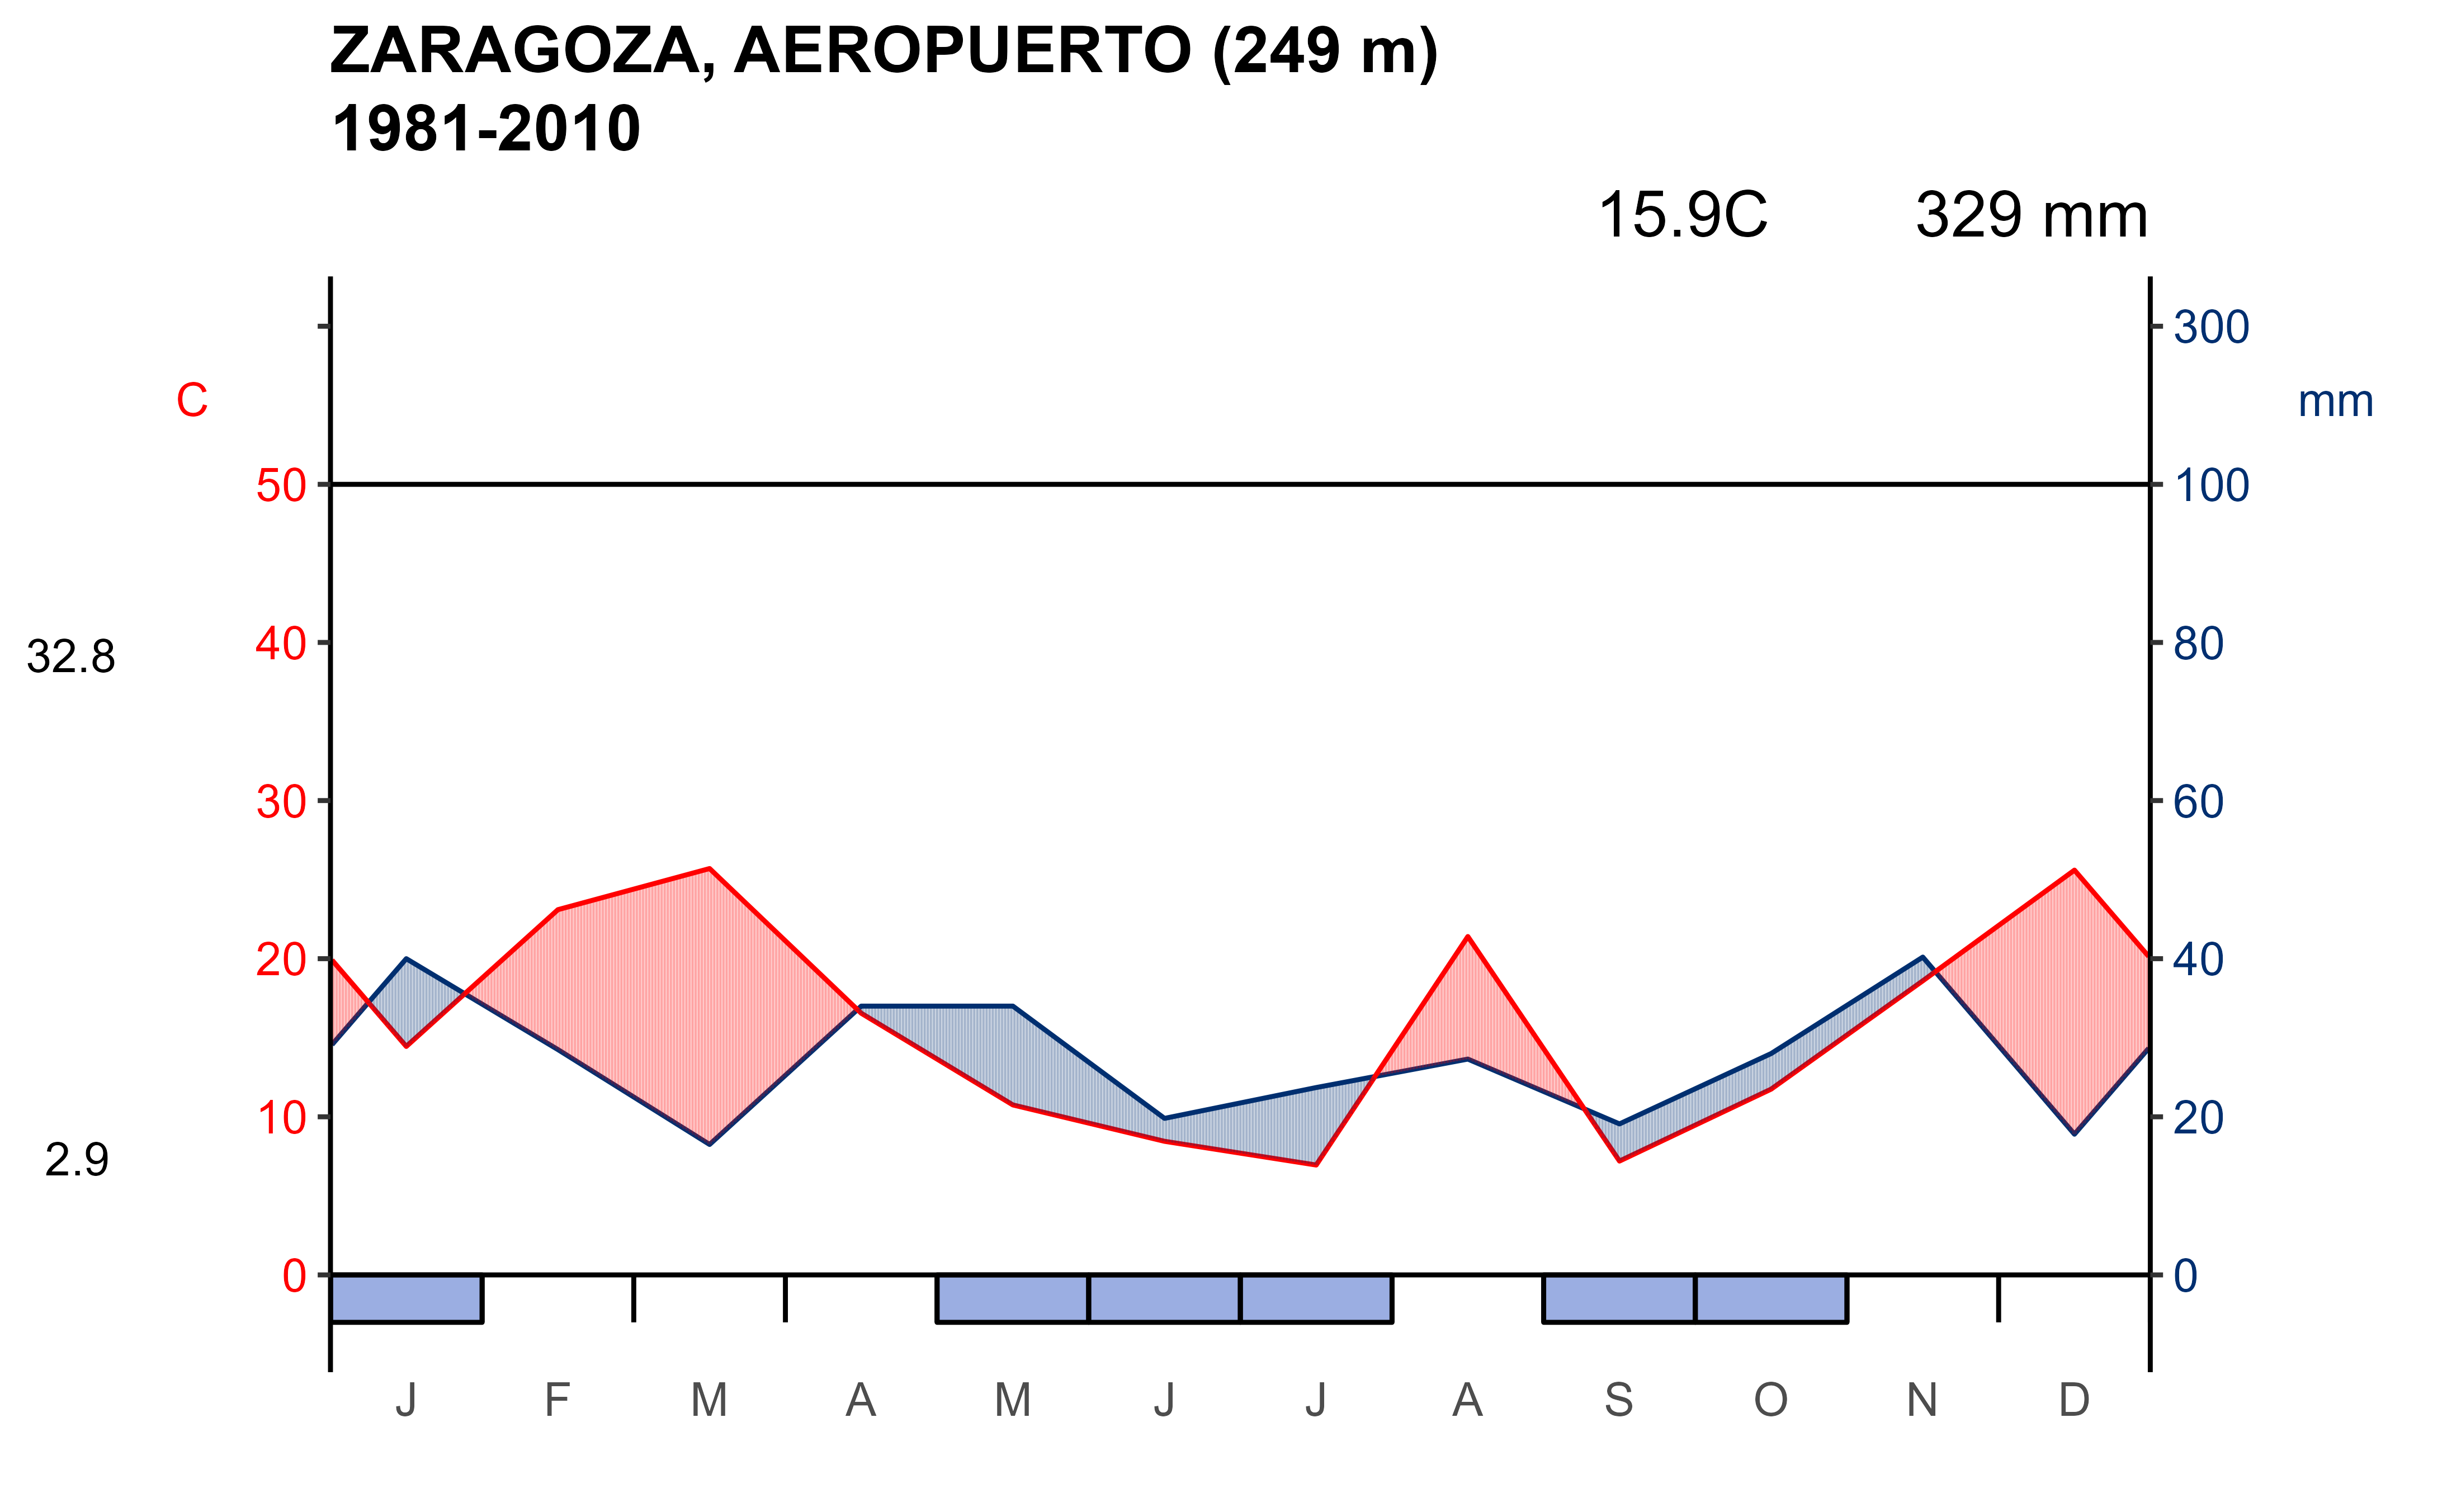 ZARAGOZA, AEROPUERTO (249 m)
1981-2010
15.9C 329 mm
300
C mm
50 100
32.8 40 80
30 60
20 40
2.9 10 20
0 0
J F M A M J J A S O N D